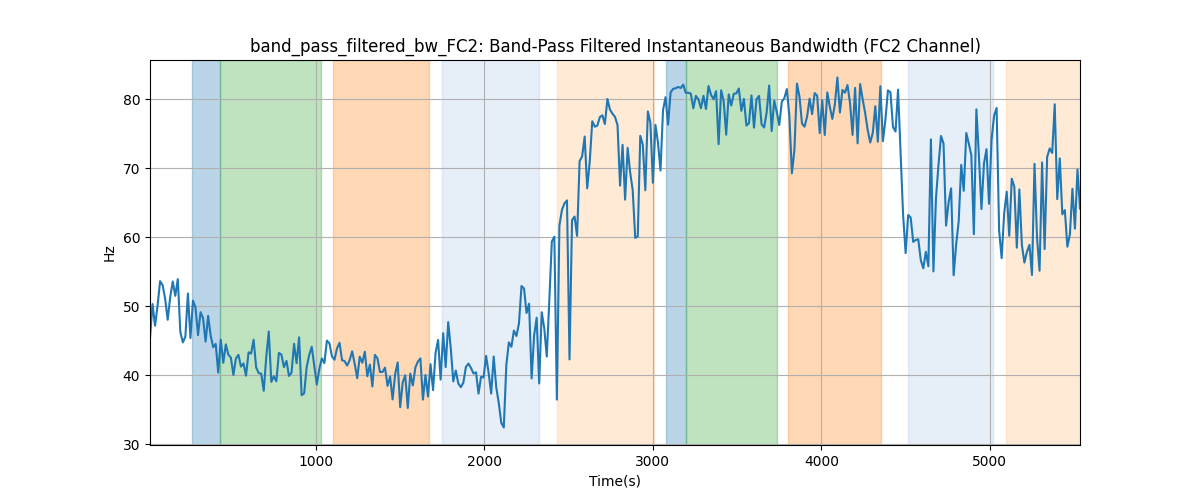 band_pass_filtered_bw_FC2: Band-Pass Filtered Instantaneous Bandwidth (FC2 Channel)
80
70
60
50
40
30
Hz
1000 2000 3000 4000 5000
Time(s)